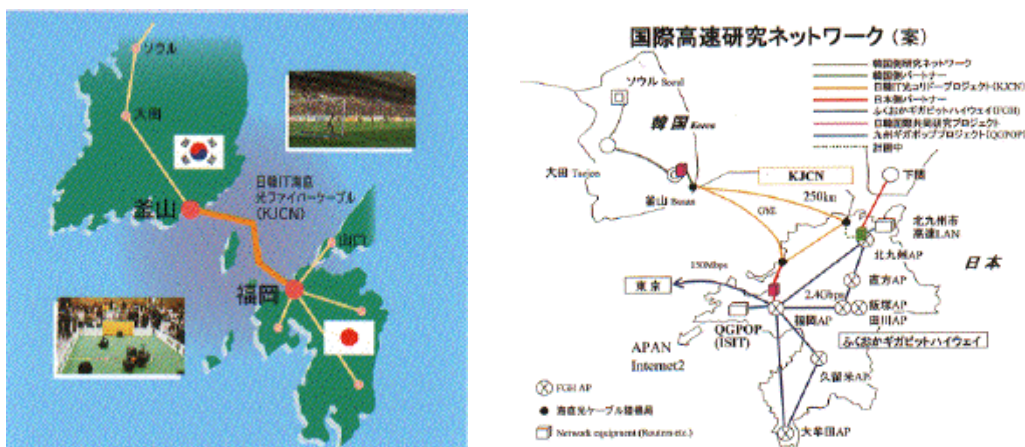 ソウル
大田
釜山
日韓IT海底
光ファイバーケーブル
(KJCN)
山口
福岡
国際高速研究ネットワーク(案)
韓国側研究ネットワーク
韓国側パートナー
日韓IT光コリドープロジェクト(KJCN)
日本側パートナー
ふくおかギガビットハイウェイ(FGH)
日韓国際共同研究プロジェクト
九州ギガポッププロジェクト(QGPOP)
計画中
ソウル Seoul
韓国 Korea
大田 Taejon
釜山 Busan
KJCN
250km
下関
北九州市
高速LAN
北九州AP
日本
直方AP
150Mbps
東京
2.4Gbps
飯塚AP
田川AP
福岡AP
QGPOP
(ISIT)
ふくおかギガビットハイウェイ
APAN
Internet2
久留米AP
FGH AP
海底光ケーブル陸揚局
Network equipment (Routers etc.)
大牟田AP